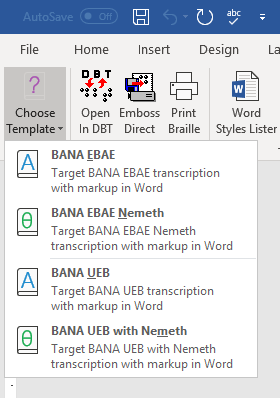 AutoSave Off
abc
File Home Insert Design
Choose Template
Open In DBT
Emboss Direct
Print Braille
Word Styles Lister
BANA EBAE
Target BANA EBAE transcription
with markup in Word
BANA EBAE Nemeth
Target BANA EBAE Nemeth
transcription with markup in Word
BANA UEB
Target BANA UEB transcription
with markup in Word
BANA UEB with Nemeth
Target BANA UEB with Nemeth
transcription with markup in Word